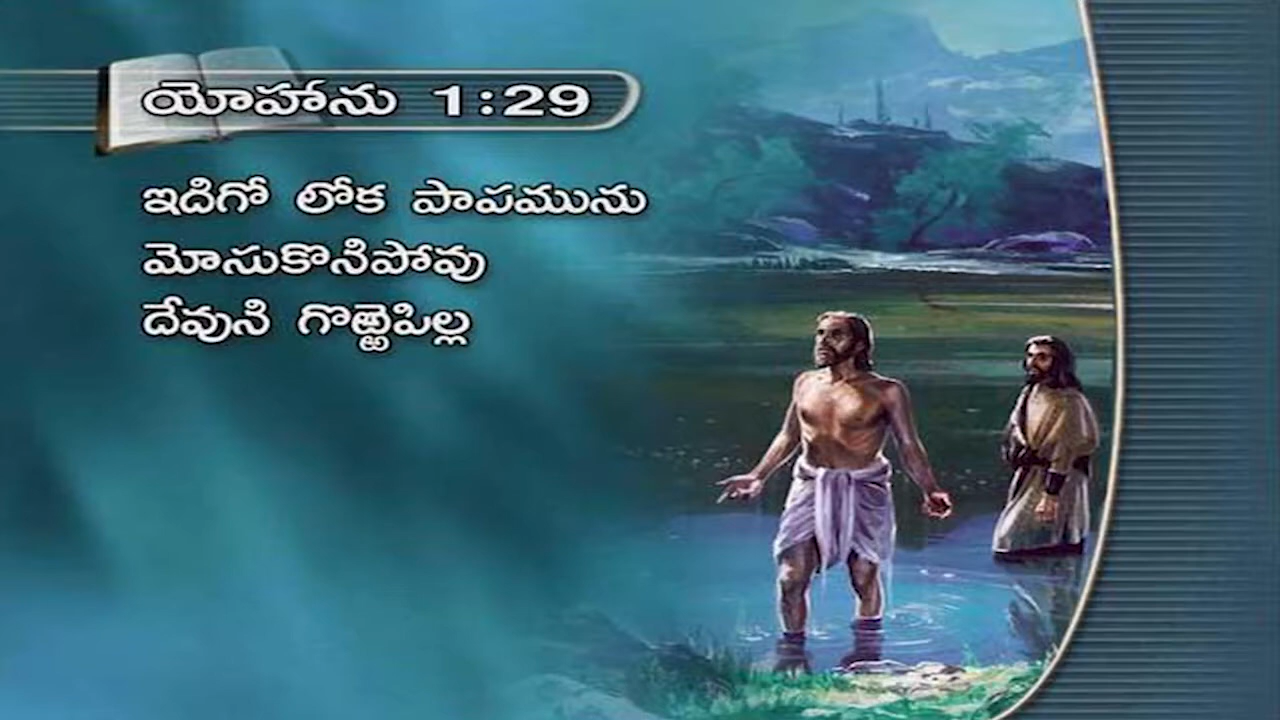 యోహాను 1:29
ఇదిగో లోక పాపమును
మోసుకొనిపోవు
దేవుని గొఱ్ఱెపిల్ల